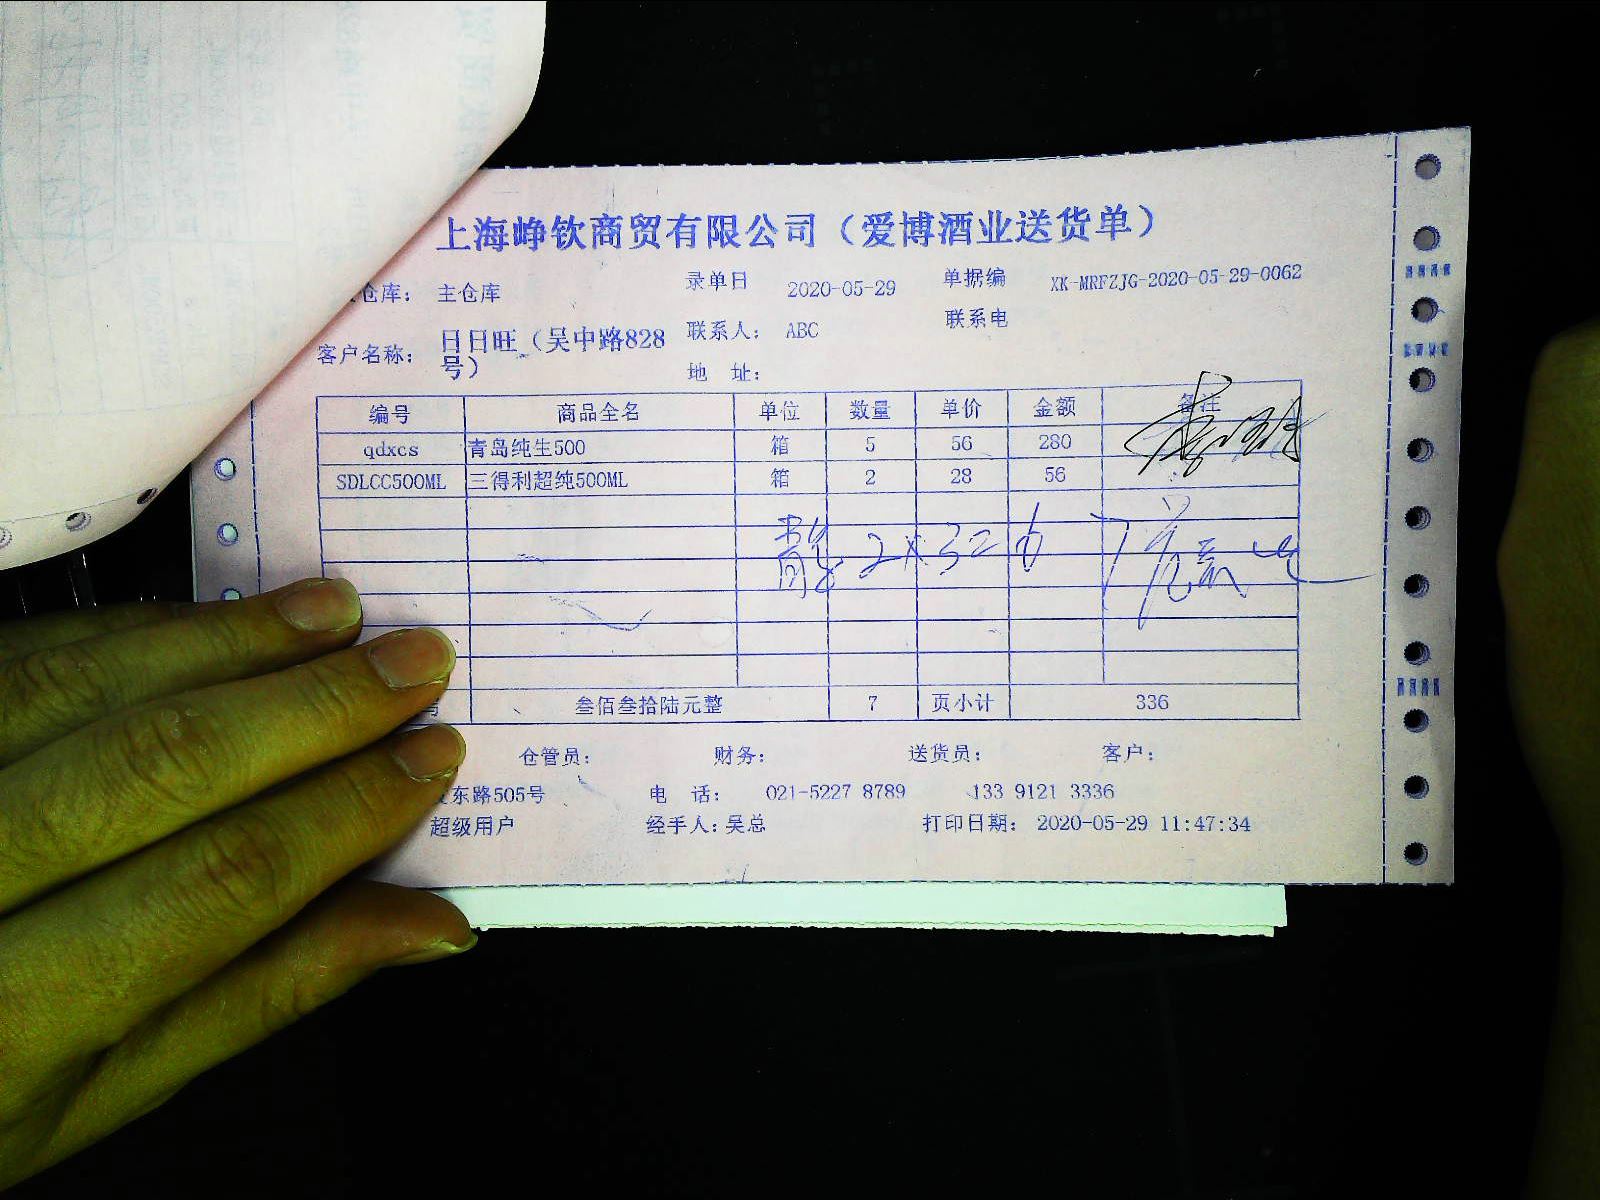 上海峥钦商贸有限公司（爱博酒业送货单）
仓库： 主仓库 录单日 2020-05-29 单据编 XK-MRFZJG-2020-05-29-0062
客户名称： 日日旺（吴中路828号） 联系人： ABC 联系电
地 址：
编号 商品全名 单位 数量 单价 金额 备注
qdxcs 青岛纯生500 箱 5 56 280
SDLCC500ML 三得利超纯500ML 箱 2 28 56
2×320
叁佰叁拾陆元整 7 页小计 336
仓管员： 财务： 送货员： 客户：
东路505号 电 话： 021-5227 8789 133 9121 3336
超级用户 经手人：吴总 打印日期： 2020-05-29 11:47:34